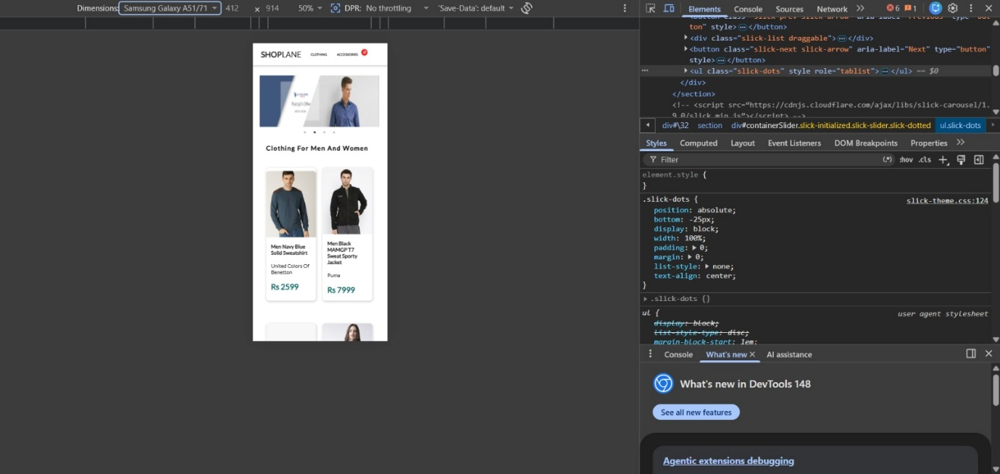 Dimensions: Samsung Galaxy A51/71 412 x 914 50% DPR: No throttling 'Save-Data': default
SHOPLANE CLOTHING ACCESSORIES
Clothing For Men And Women
Men Navy Blue
Solid Sweatshirt
United Colors Of
Benetton
Rs 2599
Men Black
MAMGP T7
Sweat Sporty
Jacket
Puma
Rs 7999
Elements Console Sources Network 6 1
<button class="slick-prev slick-arrow" aria-label="Previous" type="but
ton" style></button>
<div class="slick-list draggable"></div>
<button class="slick-next slick-arrow" aria-label="Next" type="button"
style></button>
<ul class="slick-dots" style role="tablist"></ul> == $0
</div>
</section>
<!-- <script src="https://cdnjs.cloudflare.com/ajax/libs/slick-carousel/1.
9.0/slick.min.js"></script> -->
div#\32 section div#containerSlider.slick-initialized.slick-slider.slick-dotted ul.slick-dots
Styles Computed Layout Event Listeners DOM Breakpoints Properties
Filter :hov .cls
element.style {
}
.slick-dots { slick-theme.css:124
position: absolute;
bottom: -25px;
display: block;
width: 100%;
padding: 0;
margin: 0;
list-style: none;
text-align: center;
}
.slick-dots {}
ul { user agent stylesheet
display: block;
list-style-type: disc;
margin-block-start: 1em;
Console What's new AI assistance
What's new in DevTools 148
See all new features
Agentic extensions debugging